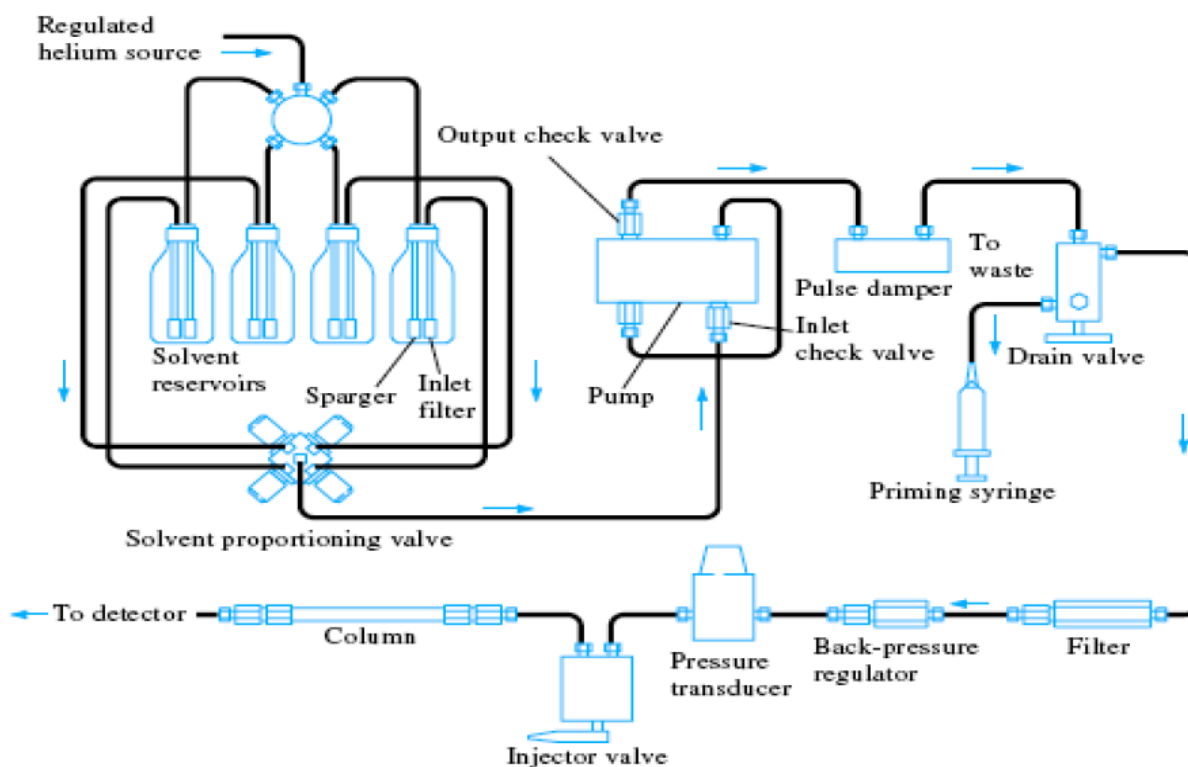 Regulated
helium source
Output check valve
To
waste
Pulse damper
Inlet
check valve
Drain valve
Solvent
reservoirs
Sparger
Inlet
filter
Pump
Priming syringe
Solvent proportioning valve
To detector
Column
Pressure
transducer
Back-pressure
regulator
Filter
Injector valve